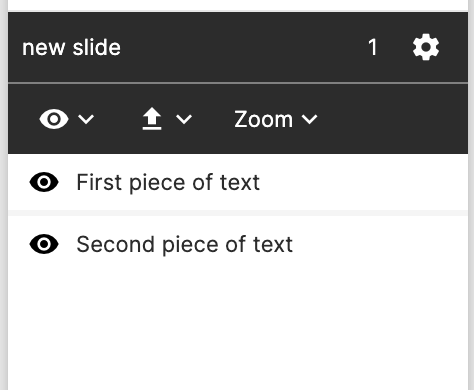 new slide 1
Zoom
First piece of text
Second piece of text